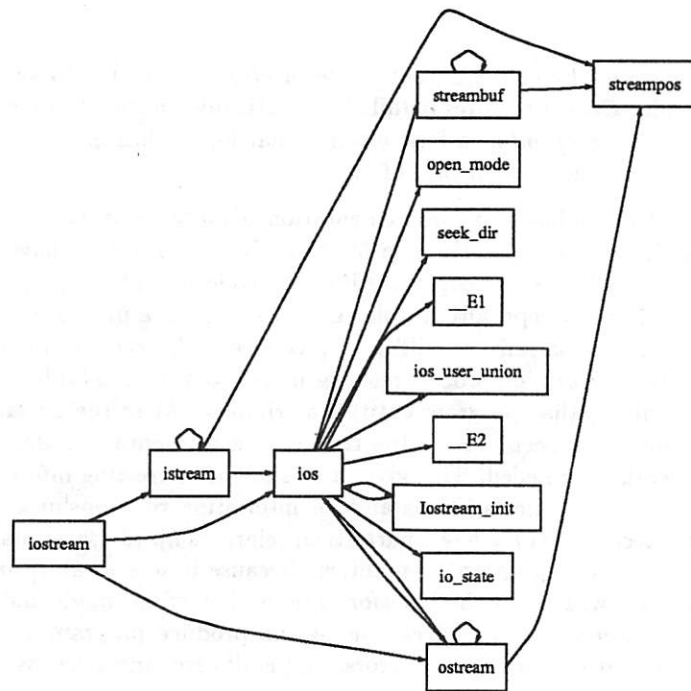 streampos
streambuf
open_mode
seek_dir
__E1
ios_user_union
__E2
istream
ios
Iostream_init
iostream
io_state
ostream